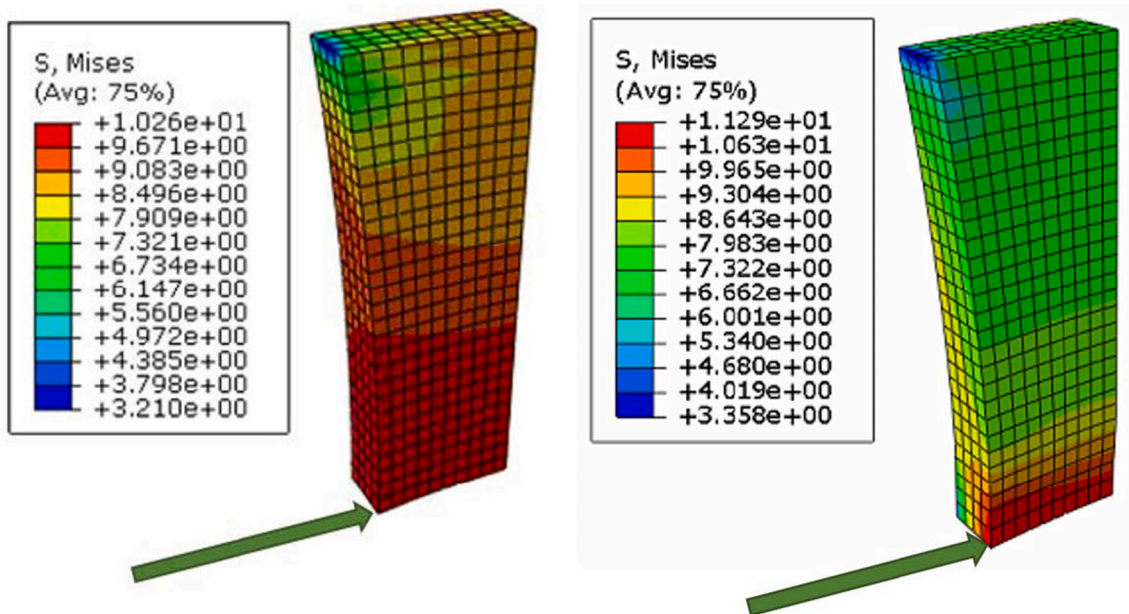 S, Mises
(Avg: 75%)
+1.026e+01
+9.671e+00
+9.083e+00
+8.496e+00
+7.909e+00
+7.321e+00
+6.734e+00
+6.147e+00
+5.560e+00
+4.972e+00
+4.385e+00
+3.798e+00
+3.210e+00
S, Mises
(Avg: 75%)
+1.129e+01
+1.063e+01
+9.965e+00
+9.304e+00
+8.643e+00
+7.983e+00
+7.322e+00
+6.662e+00
+6.001e+00
+5.340e+00
+4.680e+00
+4.019e+00
+3.358e+00